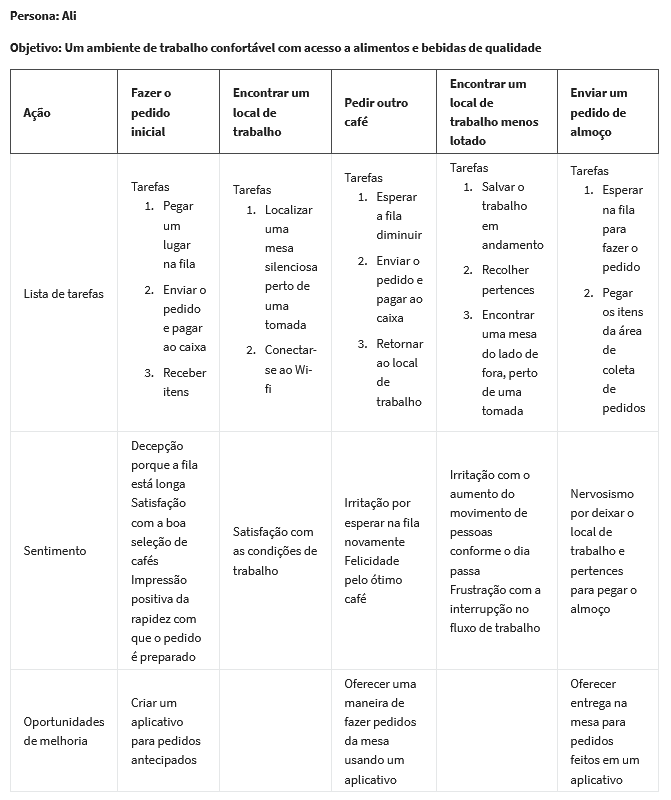 Persona: Ali
Objetivo: Um ambiente de trabalho confortável com acesso a alimentos e bebidas de qualidade
Ação
Fazer o
pedido
inicial
Encontrar um
local de
trabalho
Pedir outro
café
Encontrar um
local de
trabalho menos
lotado
Enviar um
pedido de
almoço
Lista de tarefas
Tarefas
1. Pegar
um
lugar
na fila
2. Enviar o
pedido
e pagar
ao caixa
3. Receber
itens
Tarefas
1. Localizar
uma
mesa
silenciosa
perto de
uma
tomada
2. Conectar-
se ao Wi-
fi
Tarefas
1. Esperar
a fila
diminuir
2. Enviar o
pedido e
pagar ao
caixa
3. Retornar
ao local
de
trabalho
Tarefas
1. Salvar o
trabalho
em
andamento
2. Recolher
pertences
3. Encontrar
uma mesa
do lado de
fora, perto
de uma
tomada
Tarefas
1. Esperar
na fila
para
fazer o
pedido
2. Pegar
os itens
da área
de
coleta
de
pedidos
Sentimento
Decepção
porque a fila
está longa
Satisfação
com a boa
seleção de
cafés
Impressão
positiva da
rapidez com
que o pedido
é preparado
Satisfação com
as condições de
trabalho
Irritação por
esperar na fila
novamente
Felicidade
pelo ótimo
café
Irritação com o
aumento do
movimento de
pessoas
conforme o dia
passa
Frustração com a
interrupção no
fluxo de trabalho
Nervosismo
por deixar o
local de
trabalho e
pertences
para pegar o
almoço
Oportunidades
de melhoria
Criar um
aplicativo
para pedidos
antecipados
Oferecer uma
maneira de
fazer pedidos
da mesa
usando um
aplicativo
Oferecer
entrega na
mesa para
pedidos
feitos em um
aplicativo